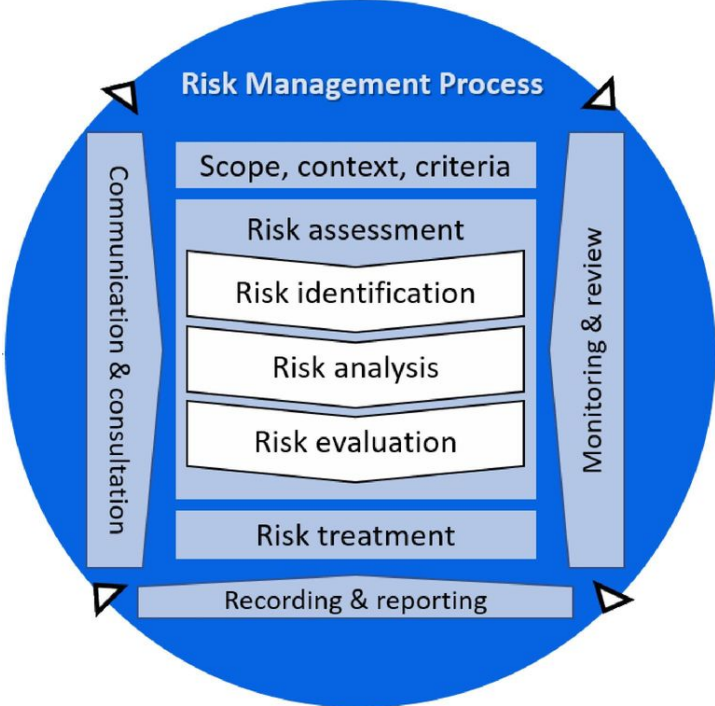 Risk Management Process
Scope, context, criteria
Risk assessment
Risk identification
Risk analysis
Risk evaluation
Risk treatment
Communication & consultation
Monitoring & review
Recording & reporting